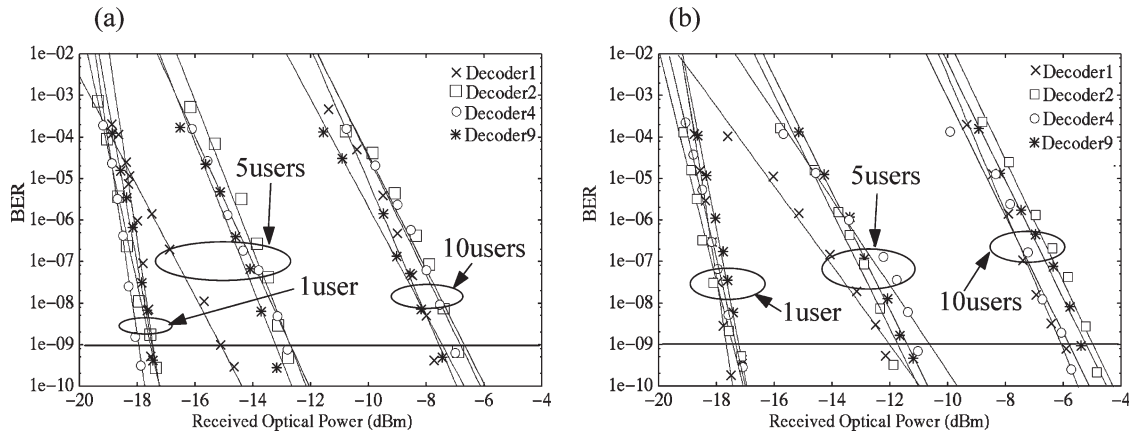 (a)
1e−02
1e−03
1e−04
1e−05
1e−06
1e−07
1e−08
1e−09
1e−10
BER
−20
−18
−16
−14
−12
−10
−8
−6
−4
Received Optical Power (dBm)
Decoder1
Decoder2
Decoder4
Decoder9
5users
10users
1user
(b)
1e−02
1e−03
1e−04
1e−05
1e−06
1e−07
1e−08
1e−09
1e−10
BER
−20
−18
−16
−14
−12
−10
−8
−6
−4
Received Optical Power (dBm)
Decoder1
Decoder2
Decoder4
Decoder9
5users
10users
1user